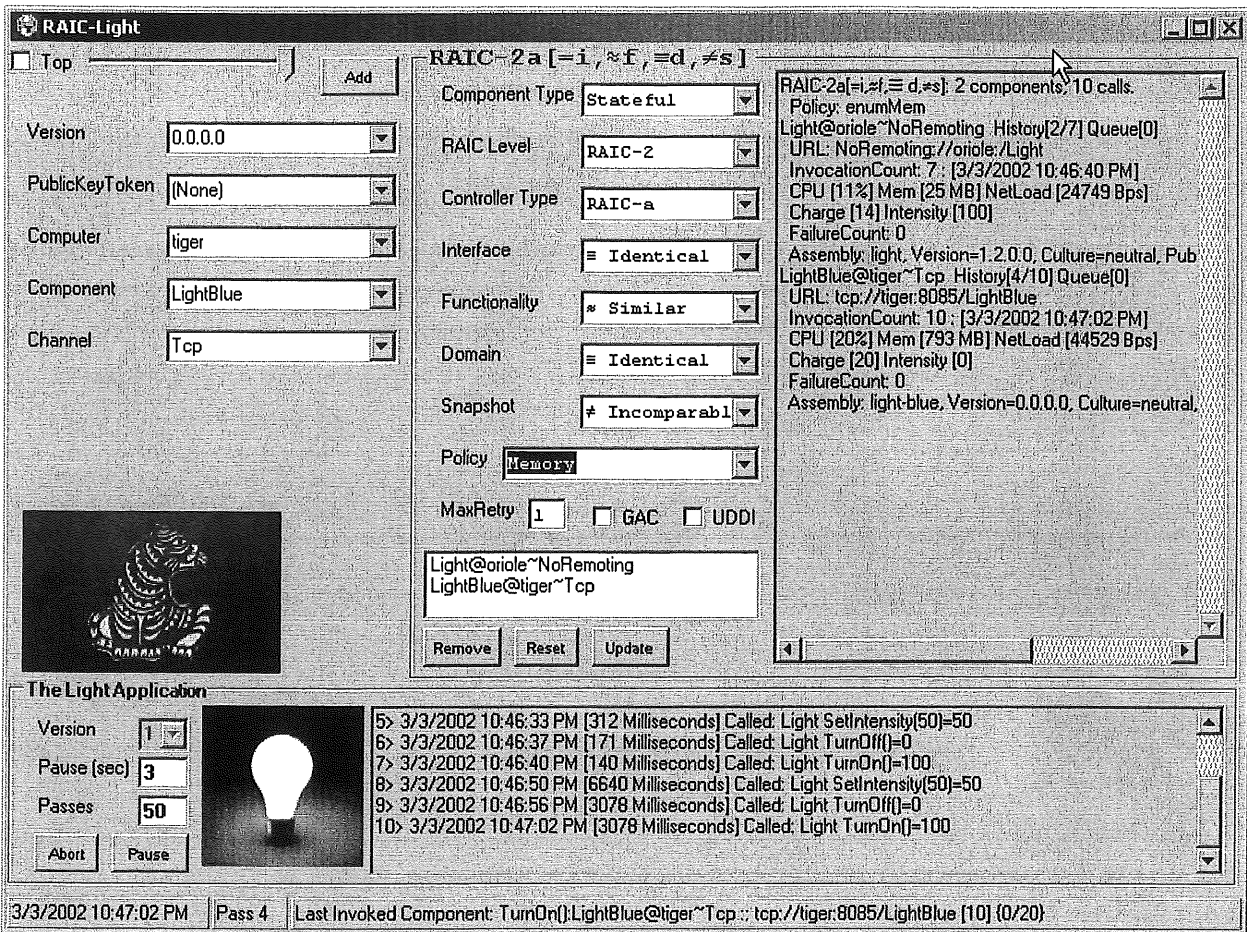 RAIC-Light
Top
Add
Version 0.0.0.0
PublicKeyToken (None)
Computer tiger
Component LightBlue
Channel Tcp
RAIC-2a[=i,≈f,=d,≠s]
Component Type Stateful
RAIC Level RAIC-2
Controller Type RAIC-a
Interface ≡ Identical
Functionality ≈ Similar
Domain ≡ Identical
Snapshot ≠ Incomparabl
Policy Memory
MaxRetry 1 GAC UDDI
Light@oriole~NoRemoting
LightBlue@tiger~Tcp
Remove Reset Update
RAIC-2a[=i,≠f,≡ d,≠s]: 2 components, 10 calls.
Policy: enumMem
Light@oriole~NoRemoting History[2/7] Queue[0]
URL: NoRemoting://oriole:/Light
InvocationCount: 7 : [3/3/2002 10:46:40 PM]
CPU [11%] Mem [25 MB] NetLoad [24749 Bps]
Charge [14] Intensity [100]
FailureCount: 0
Assembly: light, Version=1.2.0.0, Culture=neutral, Pub
LightBlue@tiger~Tcp History[4/10] Queue[0]
URL: tcp://tiger:8085/LightBlue
InvocationCount: 10 : [3/3/2002 10:47:02 PM]
CPU [20%] Mem [793 MB] NetLoad [44529 Bps]
Charge [20] Intensity [0]
FailureCount: 0
Assembly: light-blue, Version=0.0.0.0, Culture=neutral,
The Light Application
Version 1
Pause (sec) 3
Passes 50
Abort Pause
5> 3/3/2002 10:46:33 PM [312 Milliseconds] Called: Light SetIntensity(50)=50
6> 3/3/2002 10:46:37 PM [171 Milliseconds] Called: Light TurnOff()=0
7> 3/3/2002 10:46:40 PM [140 Milliseconds] Called: Light TurnOn()=100
8> 3/3/2002 10:46:50 PM [6640 Milliseconds] Called: Light SetIntensity(50)=50
9> 3/3/2002 10:46:56 PM [3078 Milliseconds] Called: Light TurnOff()=0
10> 3/3/2002 10:47:02 PM [3078 Milliseconds] Called: Light TurnOn()=100
3/3/2002 10:47:02 PM Pass 4 Last Invoked Component: TurnOn():LightBlue@tiger~Tcp :: tcp://tiger:8085/LightBlue [10] {0/20}